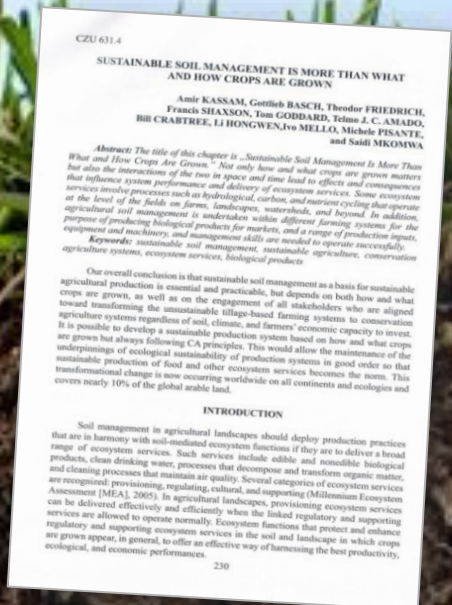 CZU 631.4
SUSTAINABLE SOIL MANAGEMENT IS MORE THAN WHAT
AND HOW CROPS ARE GROWN
Amir KASSAM, Gottlieb BASCH, Theodor FRIEDRICH,
Francis SHAXSON, Tom GODDARD, Telmo J. C. AMADO,
Bill CRABTREE, Li HONGWEN,Ivo MELLO, Michele PISANTE,
and Saidi MKOMWA
Abstract: The title of this chapter is „Sustainable Soil Management Is More Than
What and How Crops Are Grown.” Not only how and what crops are grown matters
but also the interactions of the two in space and time lead to effects and consequences
that influence system performance and delivery of ecosystem services. Some ecosystem
services involve processes such as hydrological, carbon, and nutrient cycling that operate
at the level of the fields on farms, landscapes, watersheds, and beyond. In addition,
agricultural soil management is undertaken within different farming systems for the
purpose of producing biological products for markets, and a range of production inputs,
equipment and machinery, and management skills are needed to operate successfully.
Keywords: sustainable soil management, sustainable agriculture, conservation
agriculture systems, ecosystem services, biological products
Our overall conclusion is that sustainable soil management as a basis for sustainable
agricultural production is essential and practicable, but depends on both how and what
crops are grown, as well as on the engagement of all stakeholders who are aligned
toward transforming the unsustainable tillage-based farming systems to conservation
agriculture systems regardless of soil, climate, and farmers' economic capacity to invest.
It is possible to develop a sustainable production system based on how and what crops
are grown but always following CA principles. This would allow the maintenance of the
underpinnings of ecological sustainability of production systems in good order so that
sustainable production of food and other ecosystem services becomes the norm. This
transformational change is now occurring worldwide on all continents and ecologies and
covers nearly 10% of the global arable land.
INTRODUCTION
Soil management in agricultural landscapes should deploy production practices
that are in harmony with soil-mediated ecosystem functions if they are to deliver a broad
range of ecosystem services. Such services include edible and nonedible biological
products, clean drinking water, processes that decompose and transform organic matter,
and cleaning processes that maintain air quality. Several categories of ecosystem services
are recognized: provisioning, regulating, cultural, and supporting (Millennium Ecosystem
Assessment [MEA], 2005). In agricultural landscapes, provisioning ecosystem services
can be delivered effectively and efficiently when the linked regulatory and supporting
services are allowed to operate normally. Ecosystem functions that protect and enhance
regulatory and supporting ecosystem services in the soil and landscape in which crops
are grown appear, in general, to offer an effective way of harnessing the best productivity,
ecological, and economic performances.
230